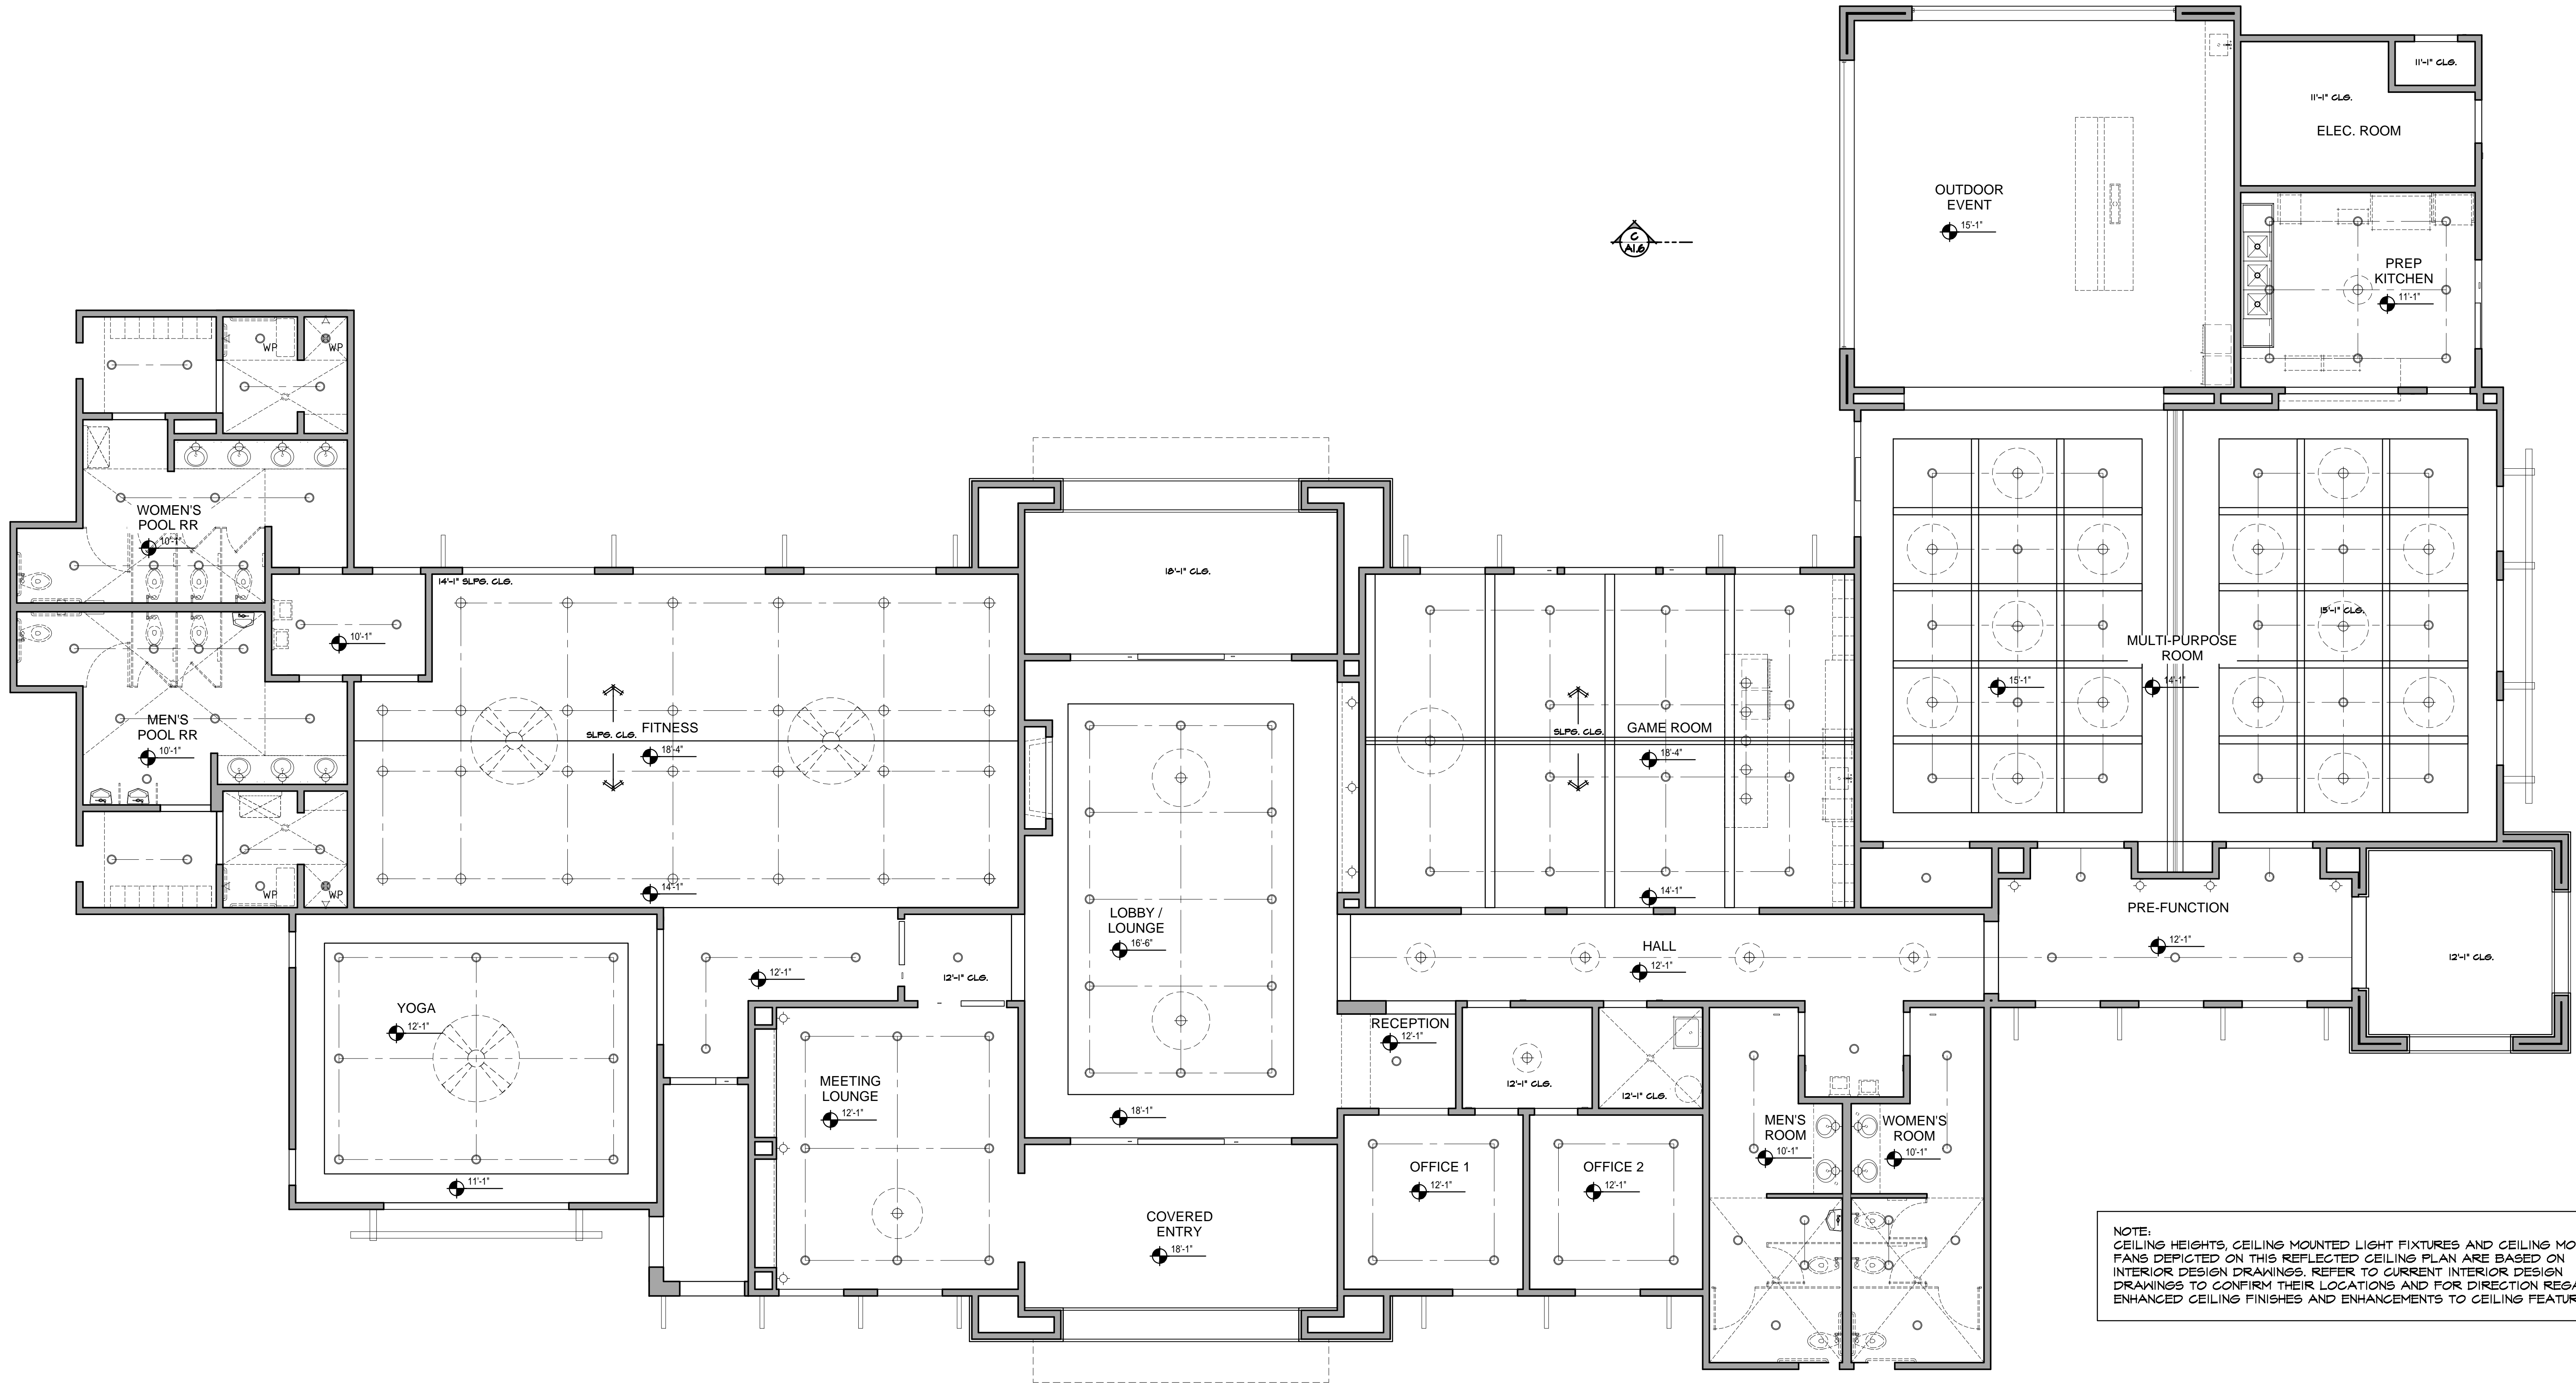 11'-1" CLG.
11'-1" CLG.
ELEC. ROOM
OUTDOOR
EVENT
15'-1"
C
A1.6
PREP
KITCHEN
11'-1"
WP
WP
WOMEN'S
POOL RR
10'-1"
14'-1" SLPG. CLG.
18'-1" CLG.
10'-1"
15'-1" CLG.
MULTI-PURPOSE
ROOM
15'-1"
14'-1"
MEN'S
POOL RR
10'-1"
SLPG. CLG.
FITNESS
18'-4"
SLPG. CLG.
GAME ROOM
18'-4"
WP
WP
14'-1"
14'-1"
LOBBY /
LOUNGE
16'-6"
PRE-FUNCTION
12'-1"
HALL
12'-1"
12'-1" CLG.
12'-1"
12'-1" CLG.
YOGA
12'-1"
RECEPTION
12'-1"
12'-1" CLG.
12'-1" CLG.
MEETING
LOUNGE
12'-1"
18'-1"
MEN'S
ROOM
10'-1"
WOMEN'S
ROOM
10'-1"
11'-1"
OFFICE 1
12'-1"
OFFICE 2
12'-1"
COVERED
ENTRY
18'-1"
NOTE:
CEILING HEIGHTS, CEILING MOUNTED LIGHT FIXTURES AND CEILING MO
FANS DEPICTED ON THIS REFLECTED CEILING PLAN ARE BASED ON
INTERIOR DESIGN DRAWINGS. REFER TO CURRENT INTERIOR DESIGN
DRAWINGS TO CONFIRM THEIR LOCATIONS AND FOR DIRECTION REGA
ENHANCED CEILING FINISHES AND ENHANCEMENTS TO CEILING FEATUR